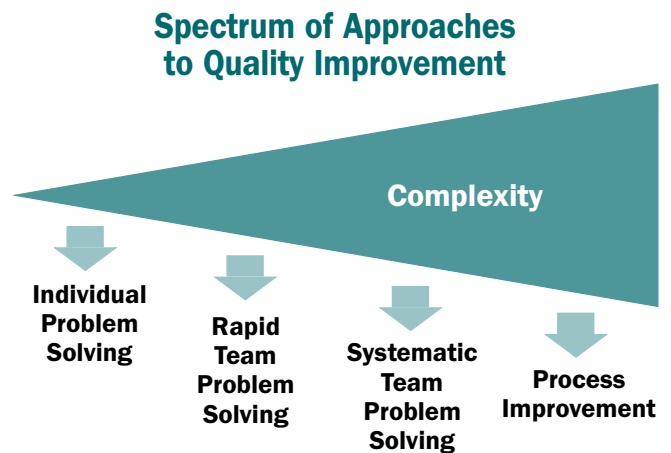 Spectrum of Approaches
to Quality Improvement
Complexity
Individual
Problem
Solving
Rapid
Team
Problem
Solving
Systematic
Team
Problem
Solving
Process
Improvement